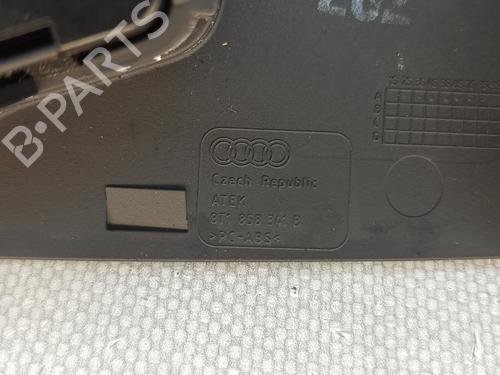 B-PARTS
Czech Republic
ATEK
8T1 858 341 B
>PC-ABS<
A
B
C
D